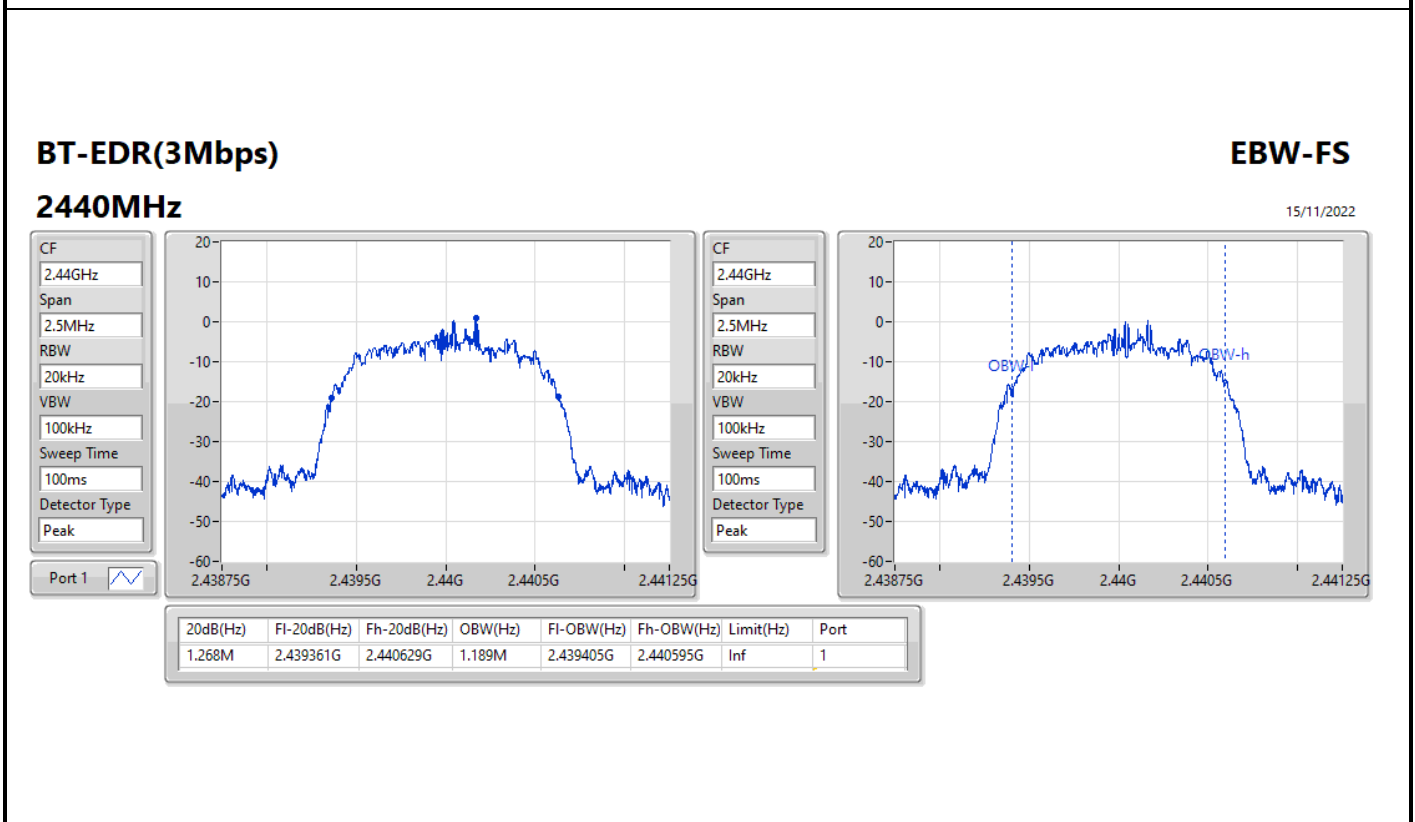 BT-EDR(3Mbps)
EBW-FS
2440MHz
15/11/2022
CF
2.44GHz
Span
2.5MHz
RBW
20kHz
VBW
100kHz
Sweep Time
100ms
Detector Type
Peak
Port 1
20-
10-
0-
-10-
-20-
-30-
-40-
-50-
-60-
2.43875G 2.4395G 2.44G 2.4405G 2.44125G
CF
2.44GHz
Span
2.5MHz
RBW
20kHz
VBW
100kHz
Sweep Time
100ms
Detector Type
Peak
20-
10-
0-
-10-
-20-
-30-
-40-
-50-
-60-
OBW-l
OBW-h
2.43875G 2.4395G 2.44G 2.4405G 2.44125G
20dB(Hz) Fl-20dB(Hz) Fh-20dB(Hz) OBW(Hz) Fl-OBW(Hz) Fh-OBW(Hz) Limit(Hz) Port
1.268M 2.439361G 2.440629G 1.189M 2.439405G 2.440595G Inf 1